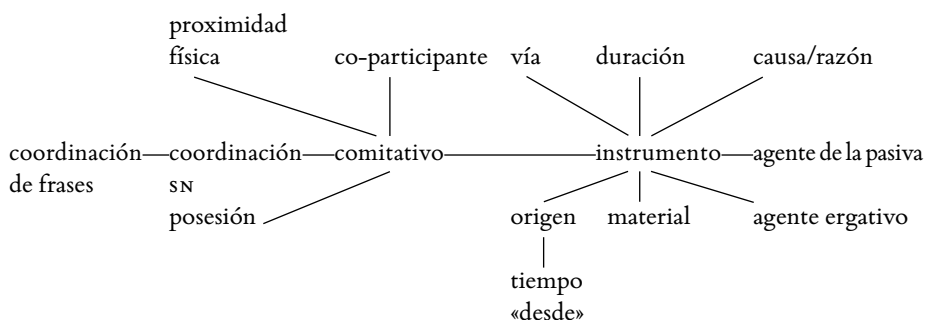 proximidad
física co-participante vía duración causa/razón
coordinación coordinación comitativo instrumento agente de la pasiva
de frases SN
posesión origen material agente ergativo
tiempo
«desde»